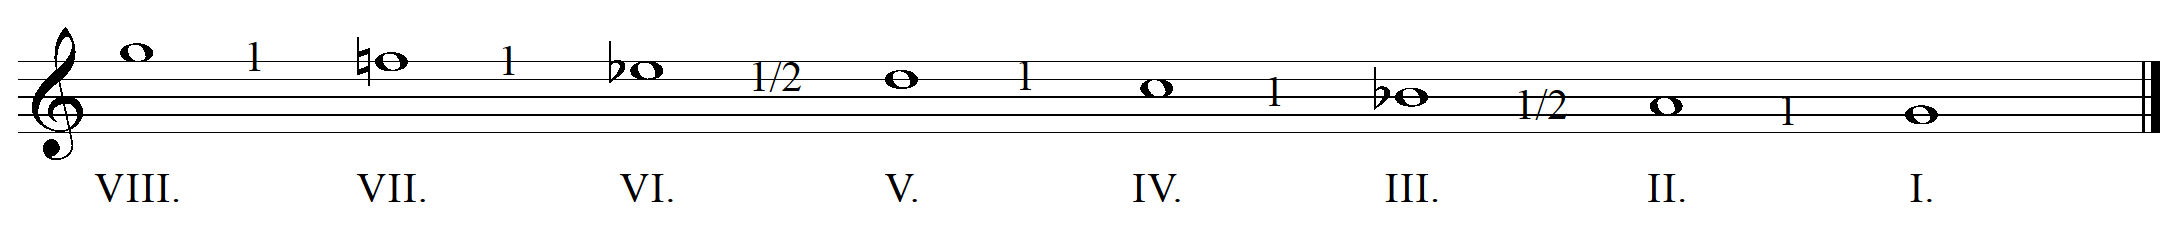 1 1 1/2 1 1 1/2 1
VIII. VII. VI. V. IV. III. II. I.